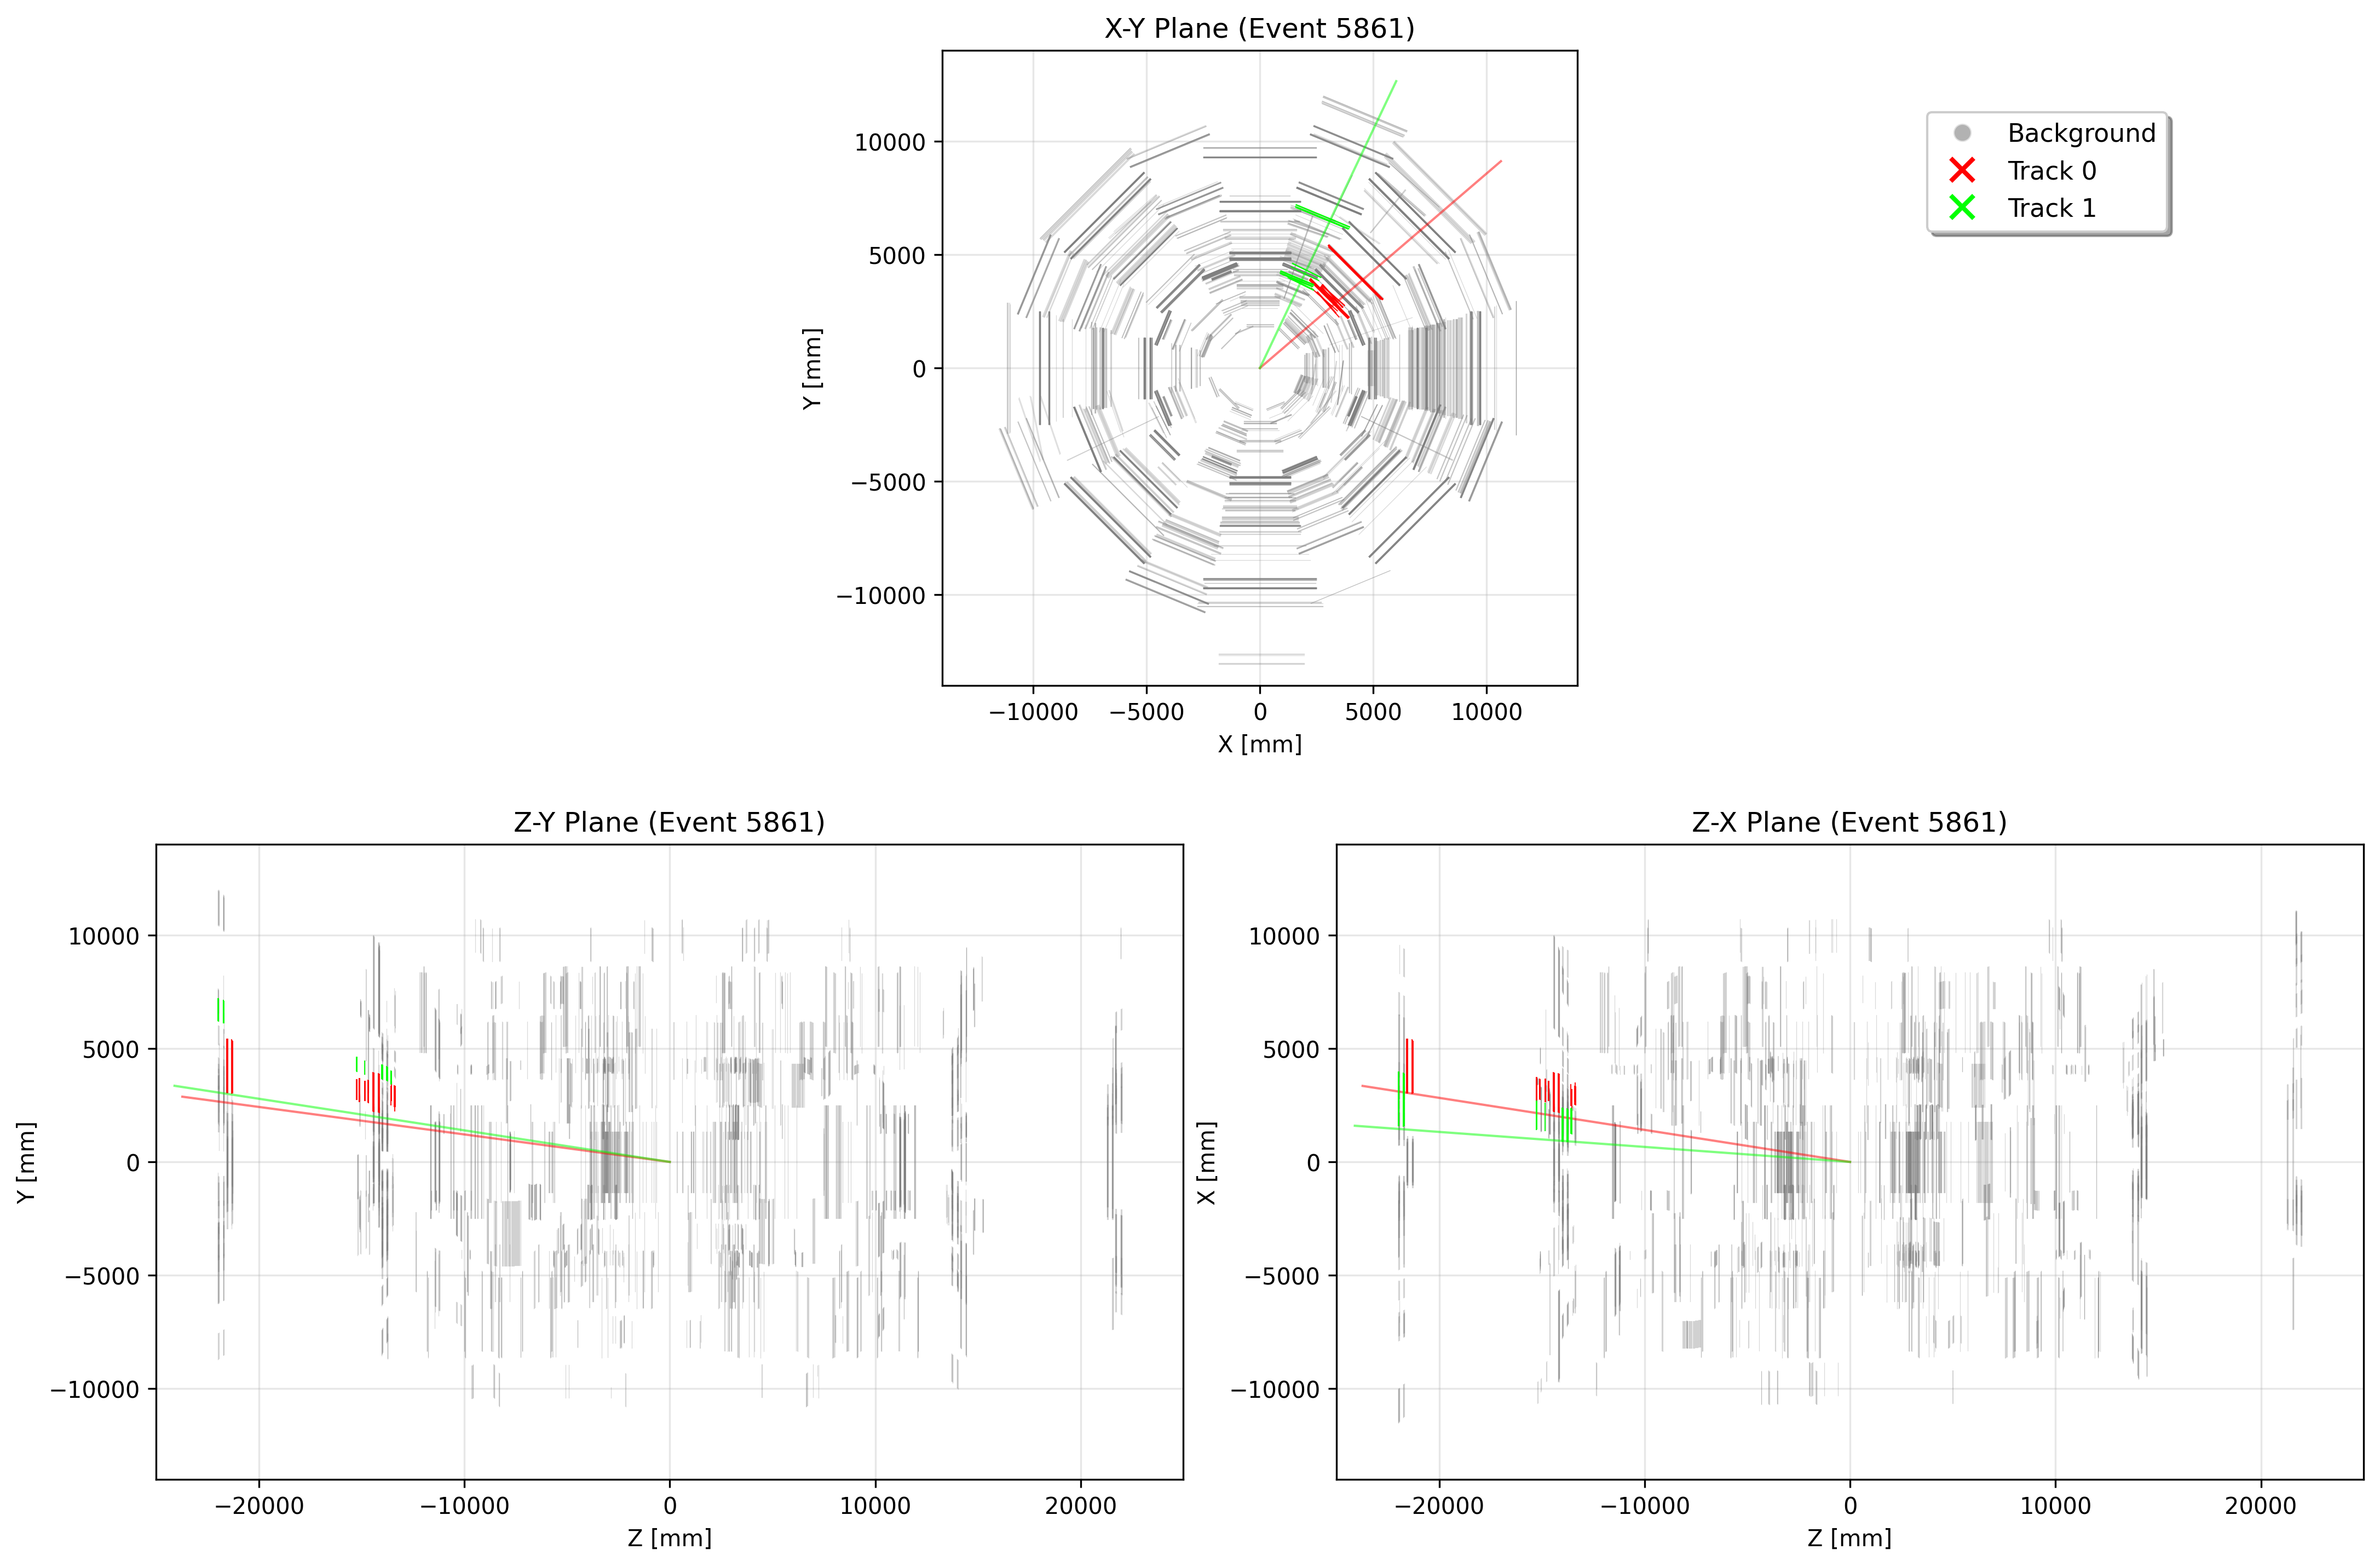 X-Y Plane (Event 5861)
10000
5000
0
−5000
−10000
Y [mm]
−10000 −5000 0 5000 10000
X [mm]
Background
Track 0
Track 1
Z-Y Plane (Event 5861)
10000
5000
0
−5000
−10000
Y [mm]
−20000 −10000 0 10000 20000
Z [mm]
Z-X Plane (Event 5861)
10000
5000
0
−5000
−10000
X [mm]
−20000 −10000 0 10000 20000
Z [mm]